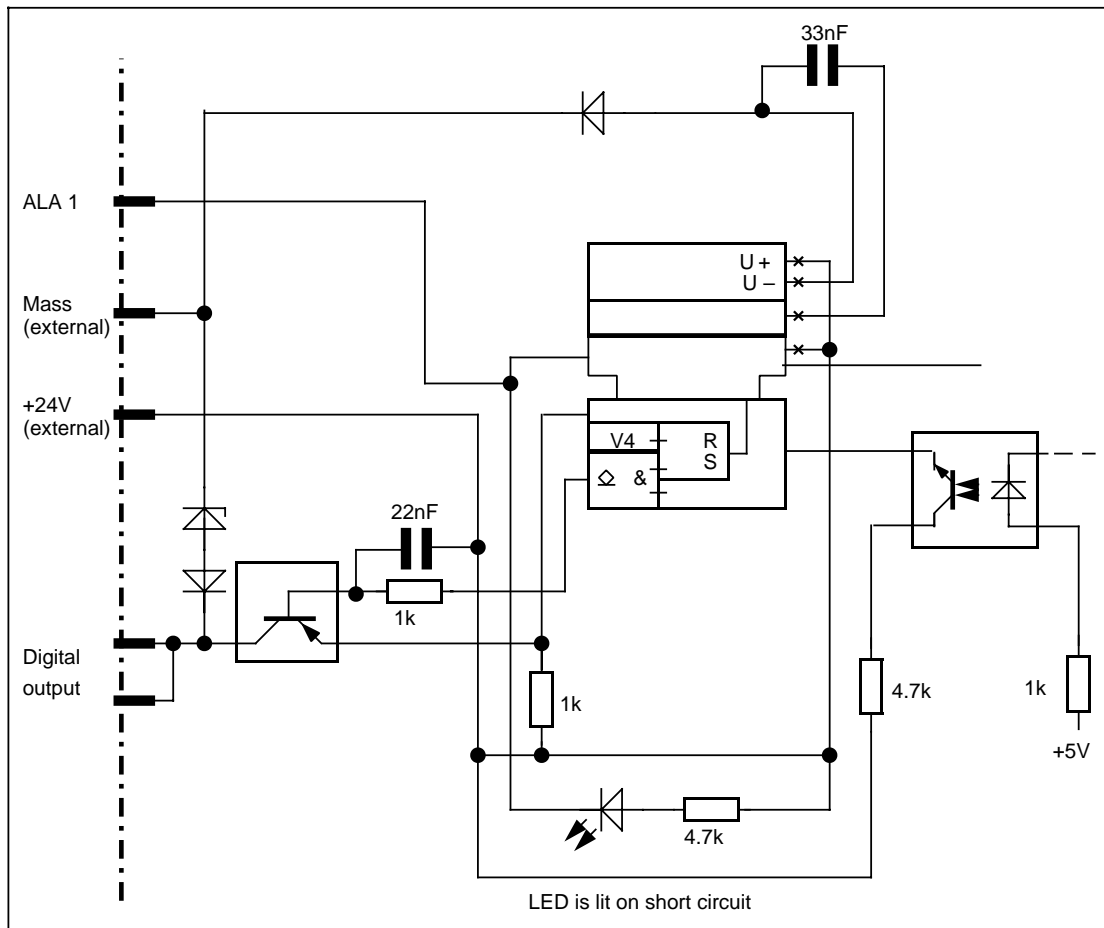 33nF
ALA 1
U +
U –
Mass
(external)
+24V
(external)
V4
R
S
&
22nF
1k
Digital
output
1k
4.7k
1k
+5V
4.7k
LED is lit on short circuit